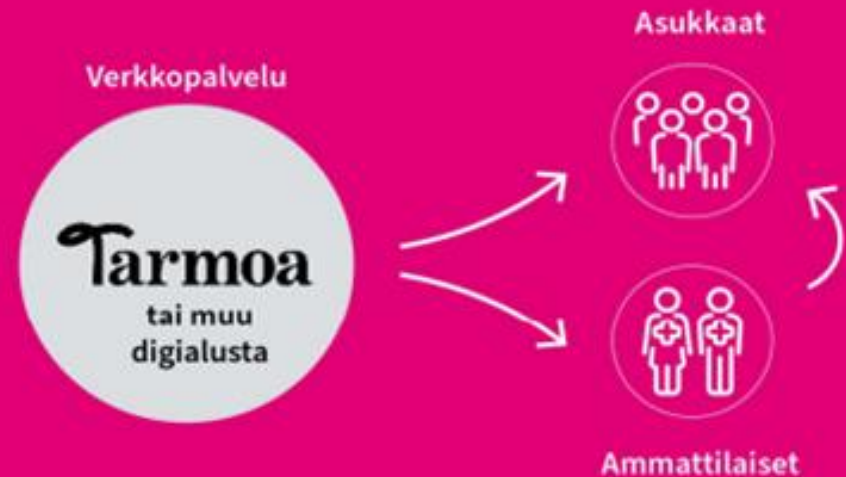 Verkkopalvelu
Tarmoa
tai muu
digialusta
Asukkaat
Ammattilaiset